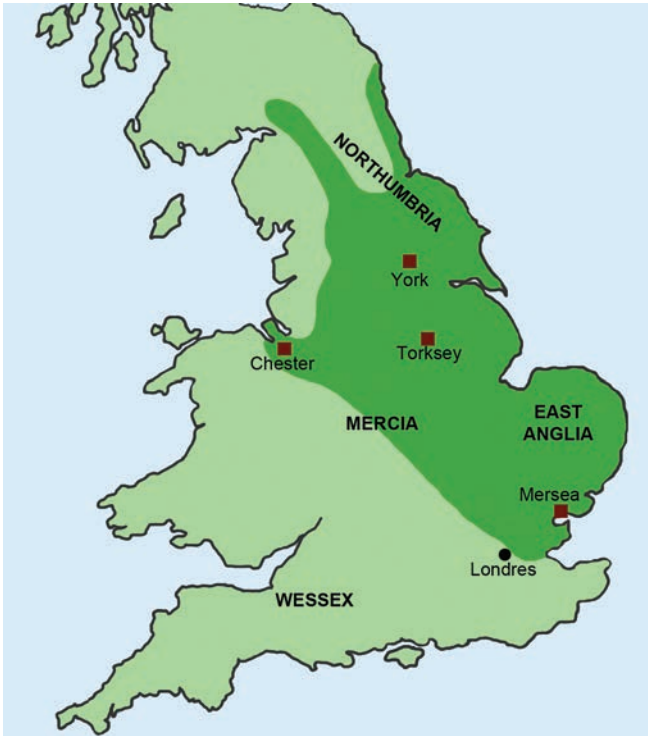 NORTHUMBRIA
York
Torksey
Chester
MERCIA
EAST
ANGLIA
Mersea
Londres
WESSEX